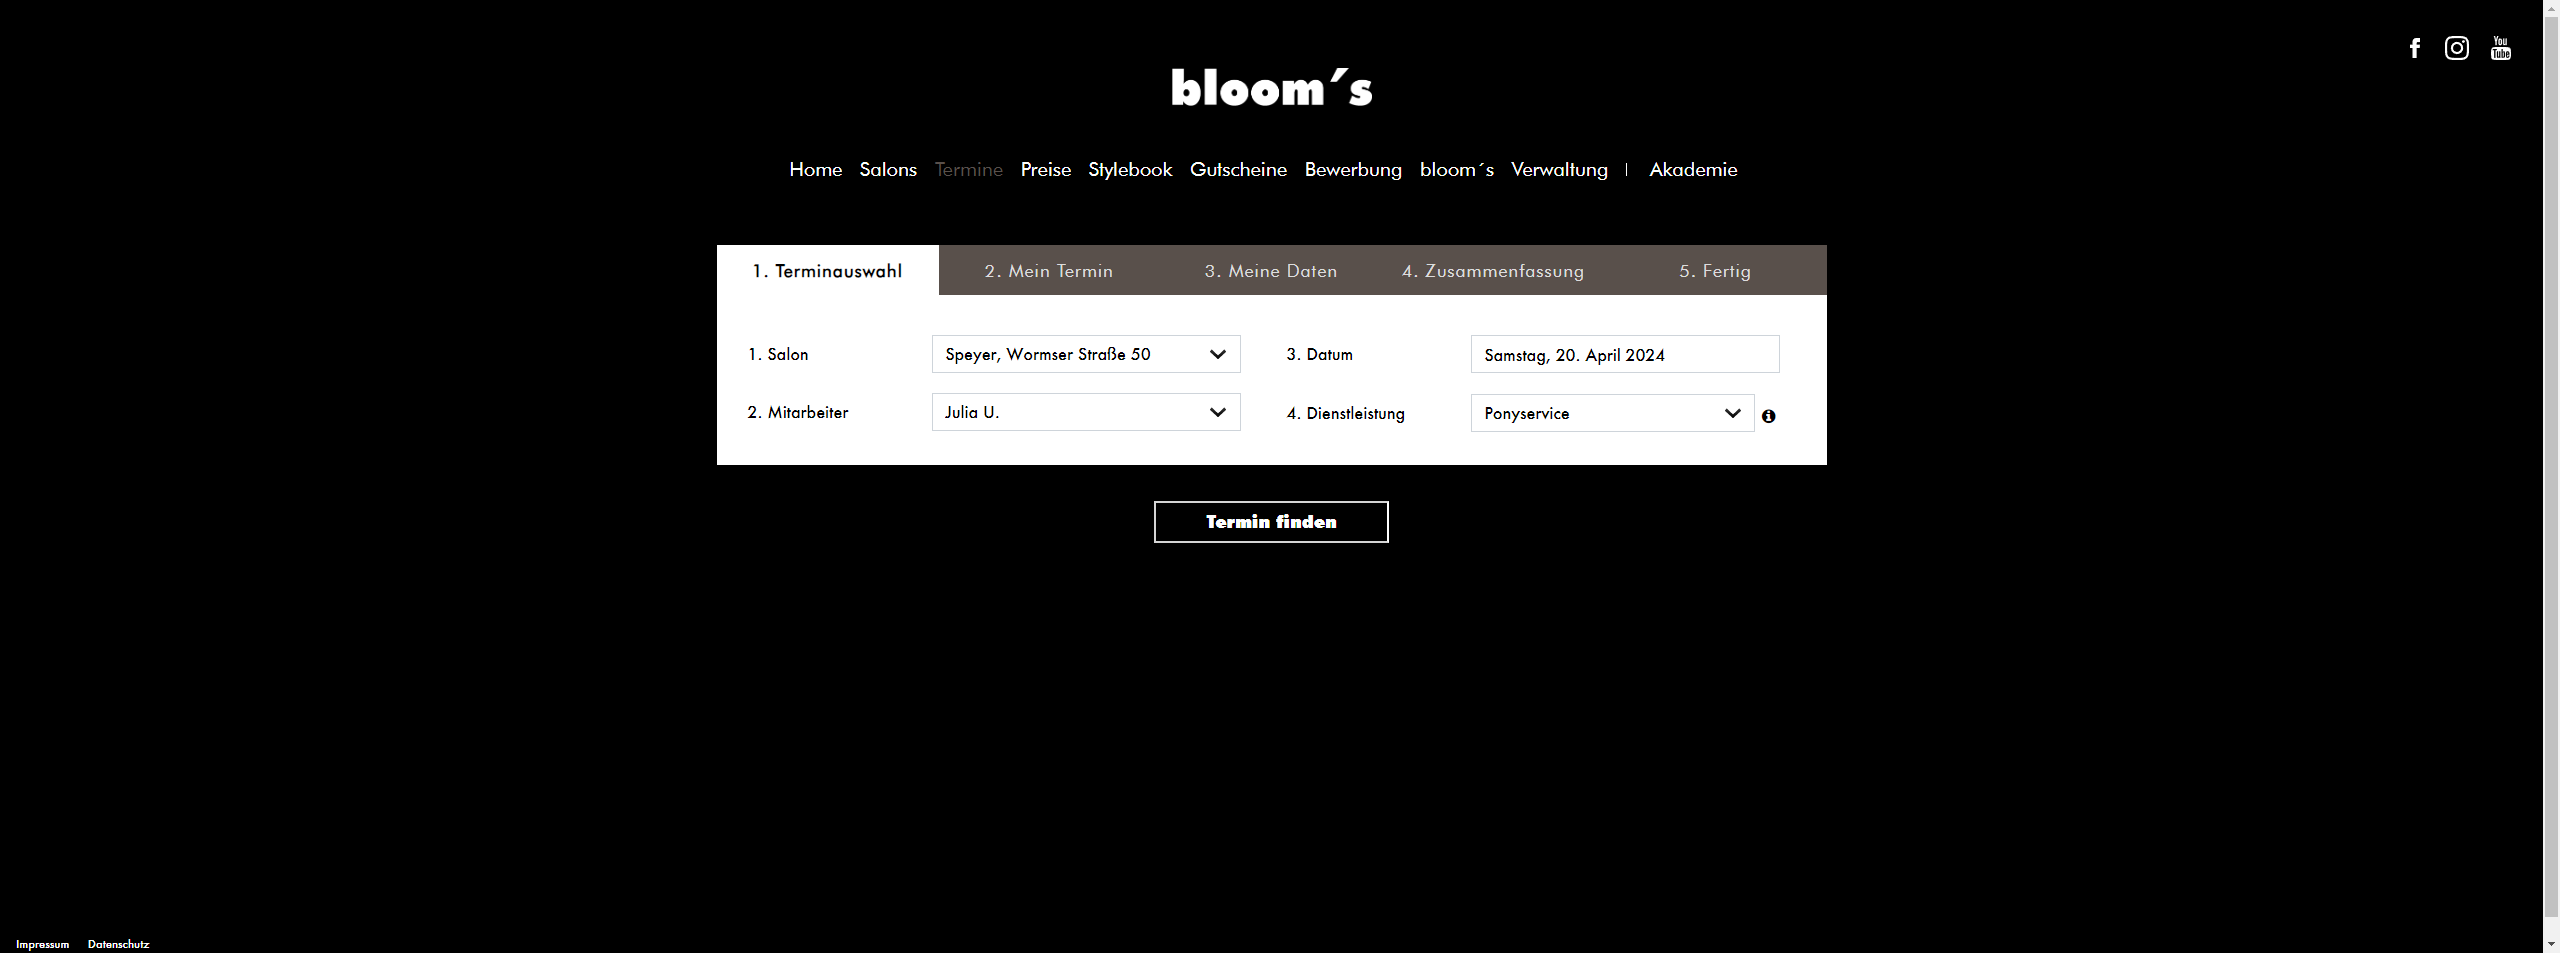 You
Tube
bloom´s
Home Salons Termine Preise Stylebook Gutscheine Bewerbung bloom´s Verwaltung | Akademie
1. Terminauswahl 2. Mein Termin 3. Meine Daten 4. Zusammenfassung 5. Fertig
1. Salon Speyer, Wormser Straße 50 3. Datum Samstag, 20. April 2024
2. Mitarbeiter Julia U. 4. Dienstleistung Ponyservice
Termin finden
Impressum Datenschutz